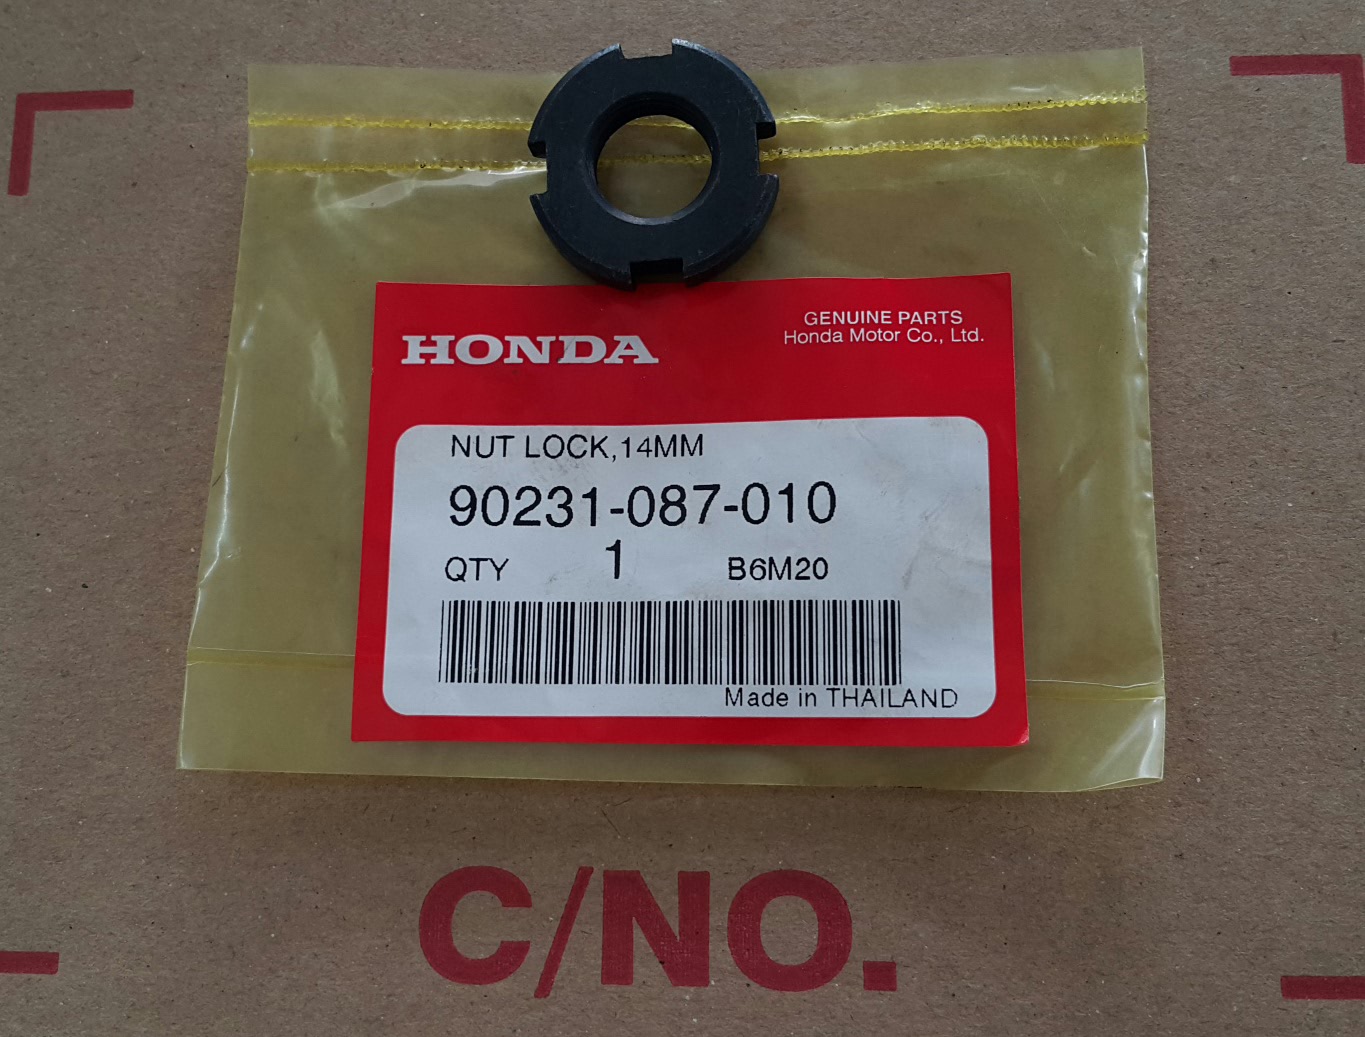 HONDA
GENUINE PARTS
Honda Motor Co., Ltd.
NUT LOCK,14MM
90231-087-010
QTY 1 B6M20
Made in THAILAND
C/NO.